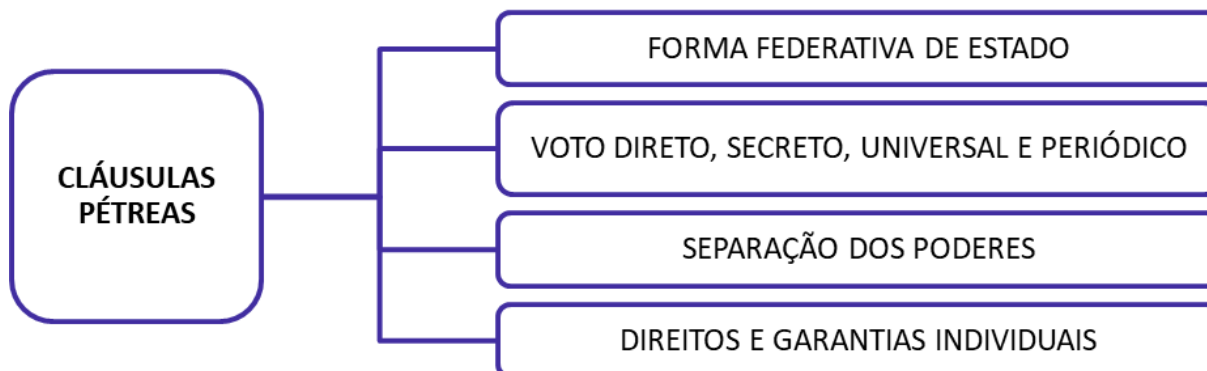 CLÁUSULAS
PÉTREAS
FORMA FEDERATIVA DE ESTADO
VOTO DIRETO, SECRETO, UNIVERSAL E PERIÓDICO
SEPARAÇÃO DOS PODERES
DIREITOS E GARANTIAS INDIVIDUAIS